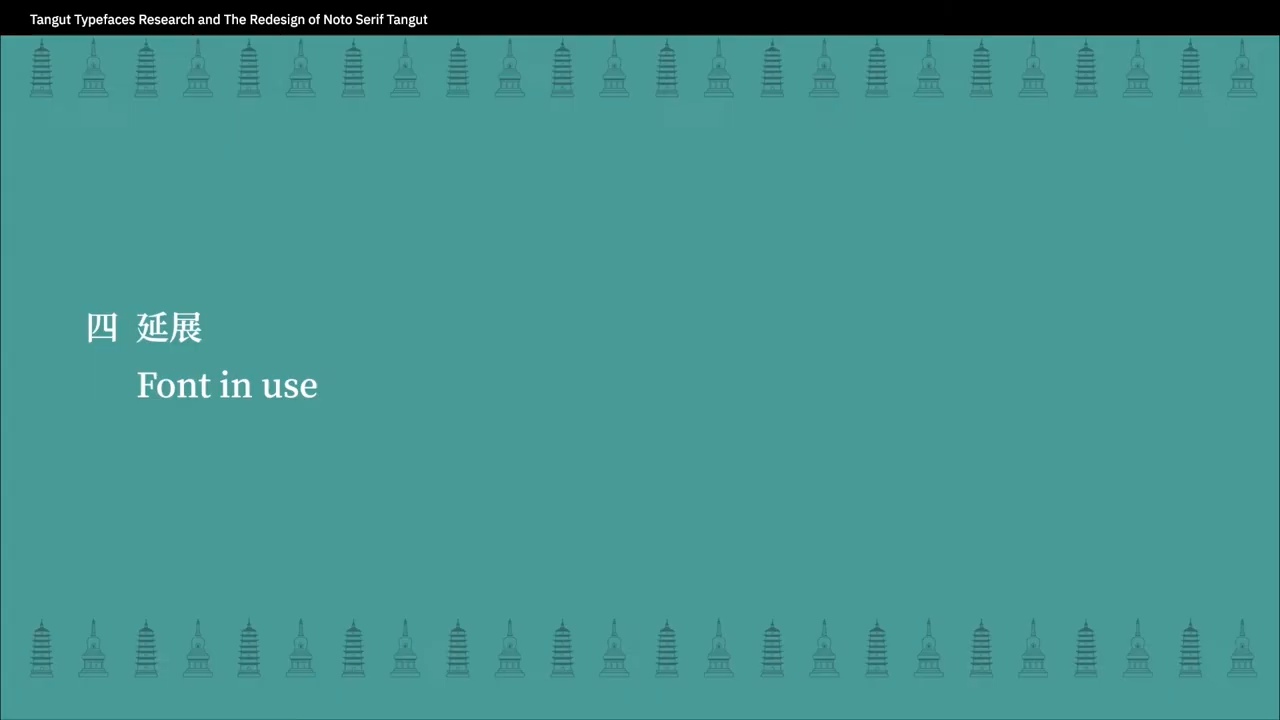 Tangut Typefaces Research and The Redesign of Noto Serif Tangut
四 延展
Font in use